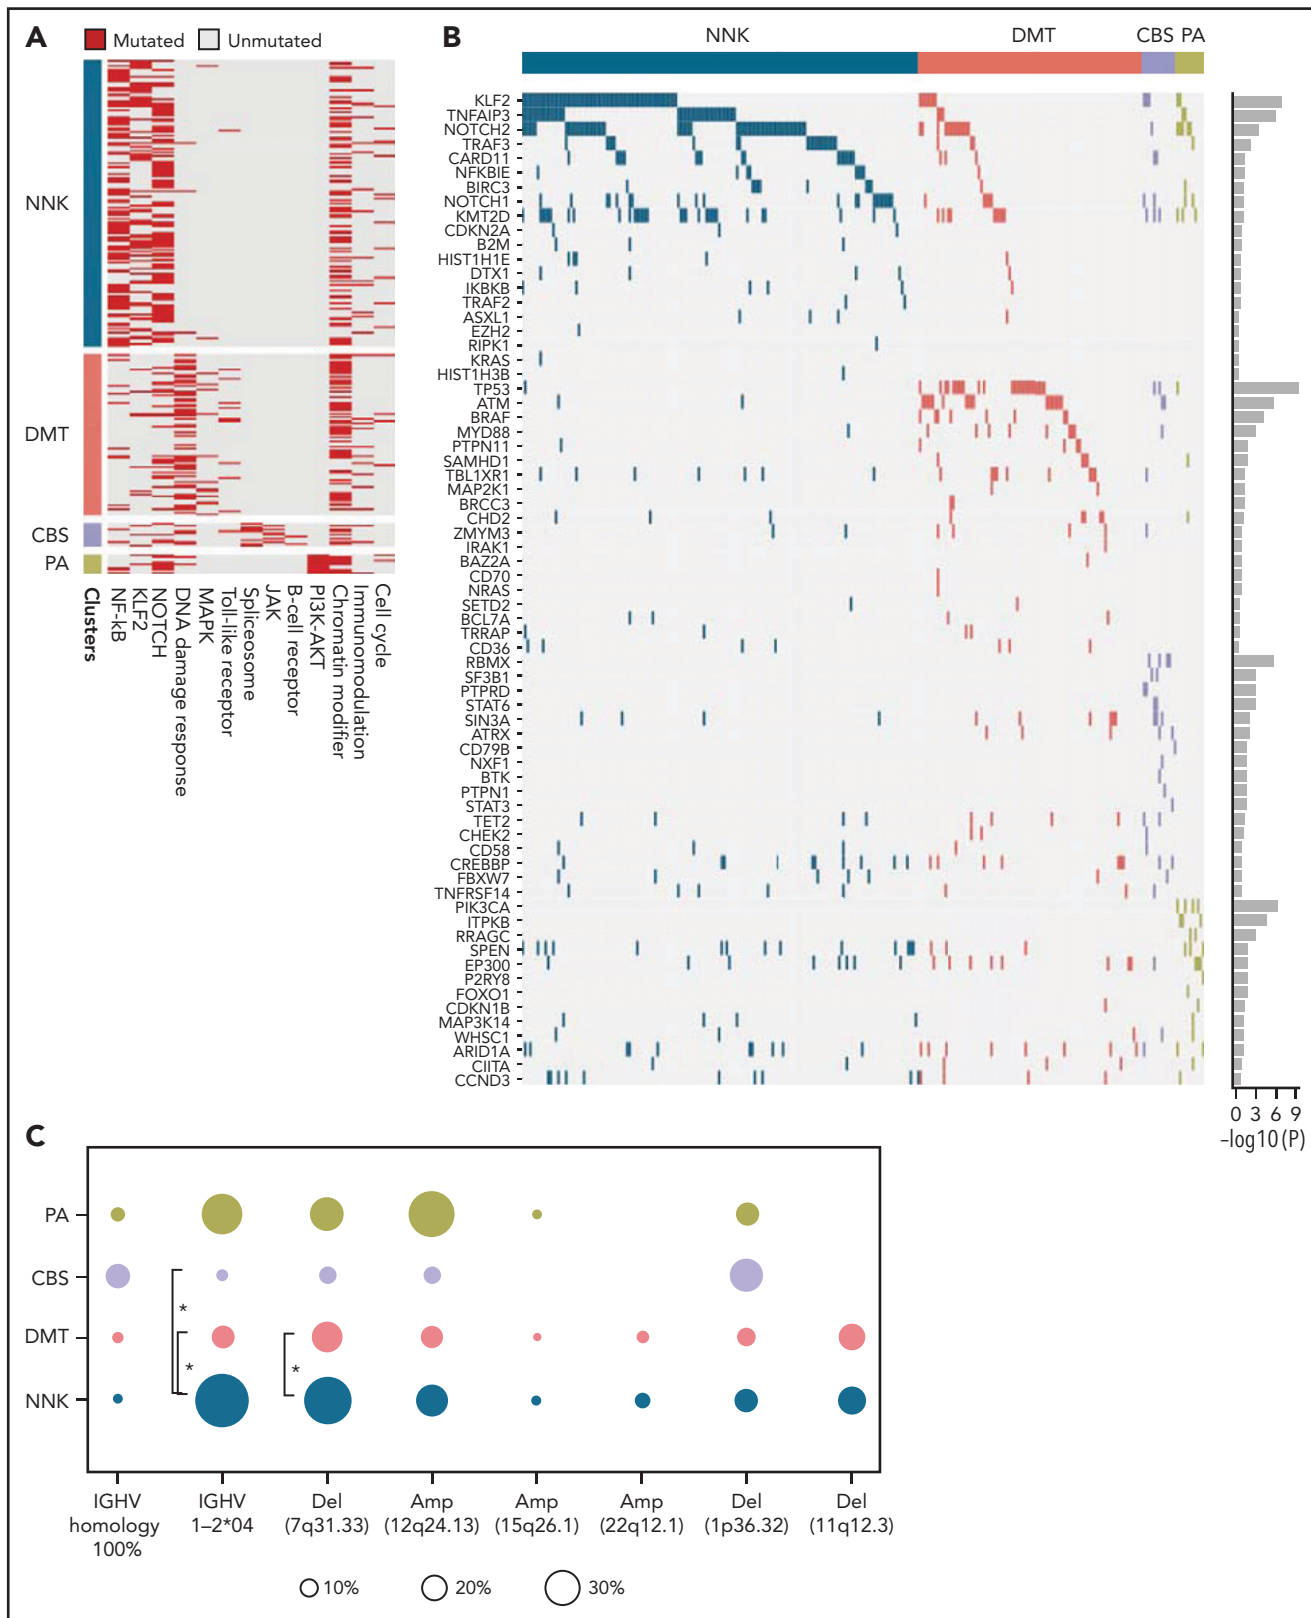 A
Mutated
Unmutated
NNK
DMT
CBS
PA
Clusters
NF-kB
KLF2
NOTCH
DNA damage response
MAPK
Toll-like receptor
Spliceosome
JAK
B-cell receptor
PI3K-AKT
Chromatin modifier
Immunomodulation
Cell cycle
B
NNK
DMT
CBS
PA
KLF2
TNFAIP3
NOTCH2
TRAF3
CARD11
NFKBIE
BIRC3
NOTCH1
KMT2D
CDKN2A
B2M
HIST1H1E
DTX1
IKBKB
TRAF2
ASXL1
EZH2
RIPK1
KRAS
HIST1H3B
TP53
ATM
BRAF
MYD88
PTPN11
SAMHD1
TBL1XR1
MAP2K1
BRCC3
CHD2
ZMYM3
IRAK1
BAZ2A
CD70
NRAS
SETD2
BCL7A
TRRAP
CD36
RBMX
SF3B1
PTPRD
STAT6
SIN3A
ATRX
CD79B
NXF1
BTK
PTPN1
STAT3
TET2
CHEK2
CD58
CREBBP
FBXW7
TNFRSF14
PIK3CA
ITPKB
RRAGC
SPEN
EP300
P2RY8
FOXO1
CDKN1B
MAP3K14
WHSC1
ARID1A
CIITA
CCND3
0 3 6 9
–log10 (P)
C
PA
CBS
DMT
NNK
*
*
*
IGHV
homology
100%
IGHV
1–2*04
Del
(7q31.33)
Amp
(12q24.13)
Amp
(15q26.1)
Amp
(22q12.1)
Del
(1p36.32)
Del
(11q12.3)
10%
20%
30%